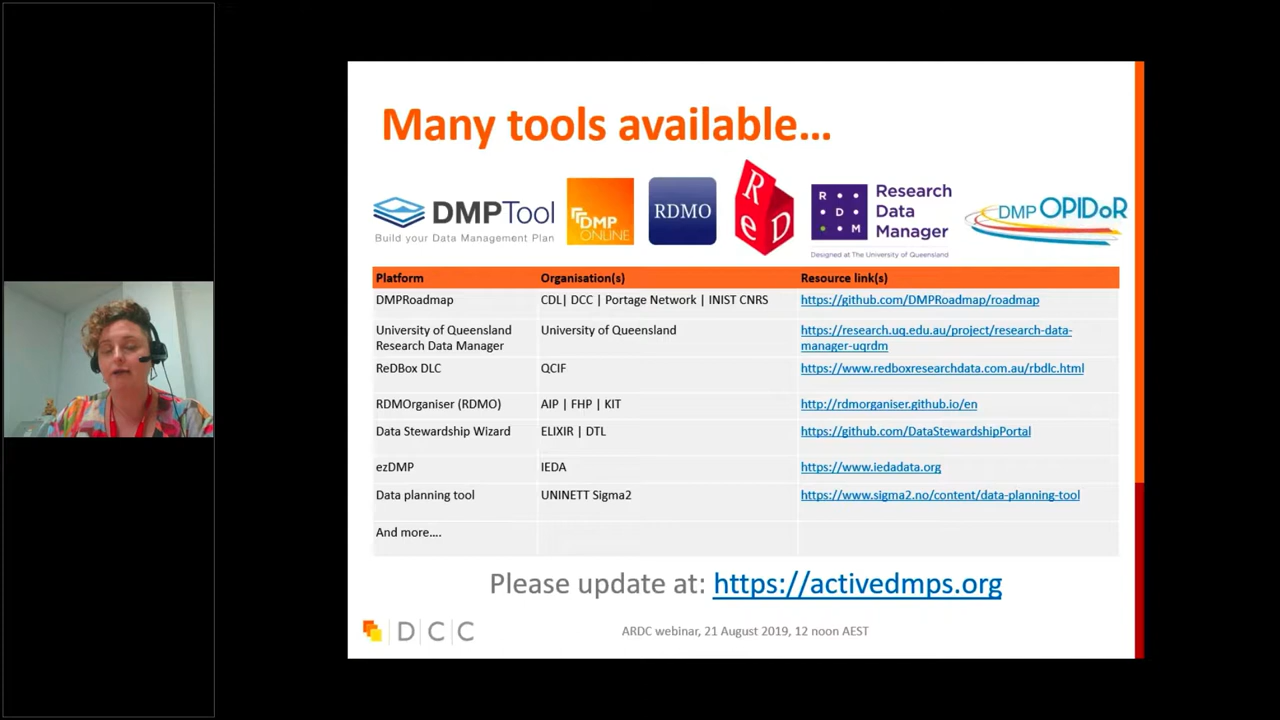 Many tools available...
DMPTool
Build your Data Management Plan
DMP
ONLINE
RDMO
R
e
D
R
D
M
Research
Data
Manager
Designed at The University of Queensland
DMP OPIDoR
Platform Organisation(s) Resource link(s)
DMPRoadmap CDL| DCC | Portage Network | INIST CNRS https://github.com/DMPRoadmap/roadmap
University of Queensland University of Queensland https://research.uq.edu.au/project/research-data-
Research Data Manager manager-uqrdm
ReDBox DLC QCIF https://www.redboxresearchdata.com.au/rbdlc.html
RDMOrganiser (RDMO) AIP | FHP | KIT http://rdmorganiser.github.io/en
Data Stewardship Wizard ELIXIR | DTL https://github.com/DataStewardshipPortal
ezDMP IEDA https://www.iedadata.org
Data planning tool UNINETT Sigma2 https://www.sigma2.no/content/data-planning-tool
And more….
Please update at: https://activedmps.org
D C C
ARDC webinar, 21 August 2019, 12 noon AEST